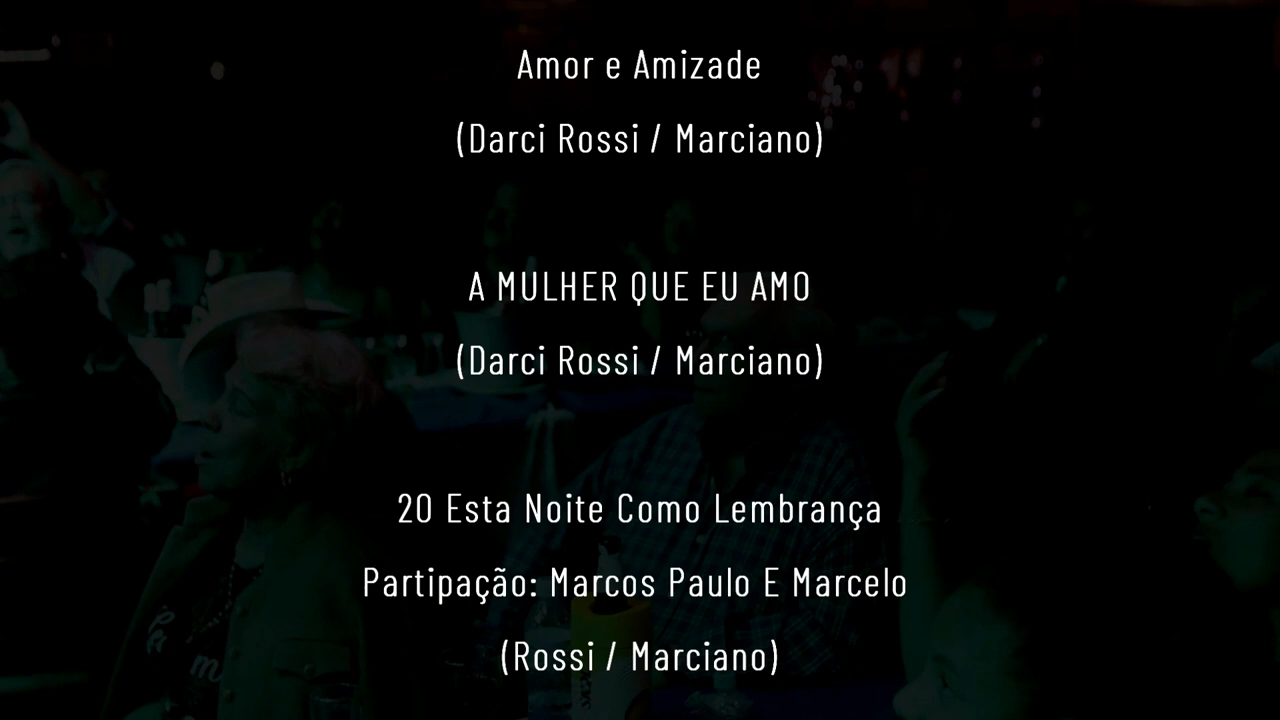 Amor e Amizade
(Darci Rossi / Marciano)
A MULHER QUE EU AMO
(Darci Rossi / Marciano)
20 Esta Noite Como Lembrança
Partipação: Marcos Paulo E Marcelo
(Rossi / Marciano)